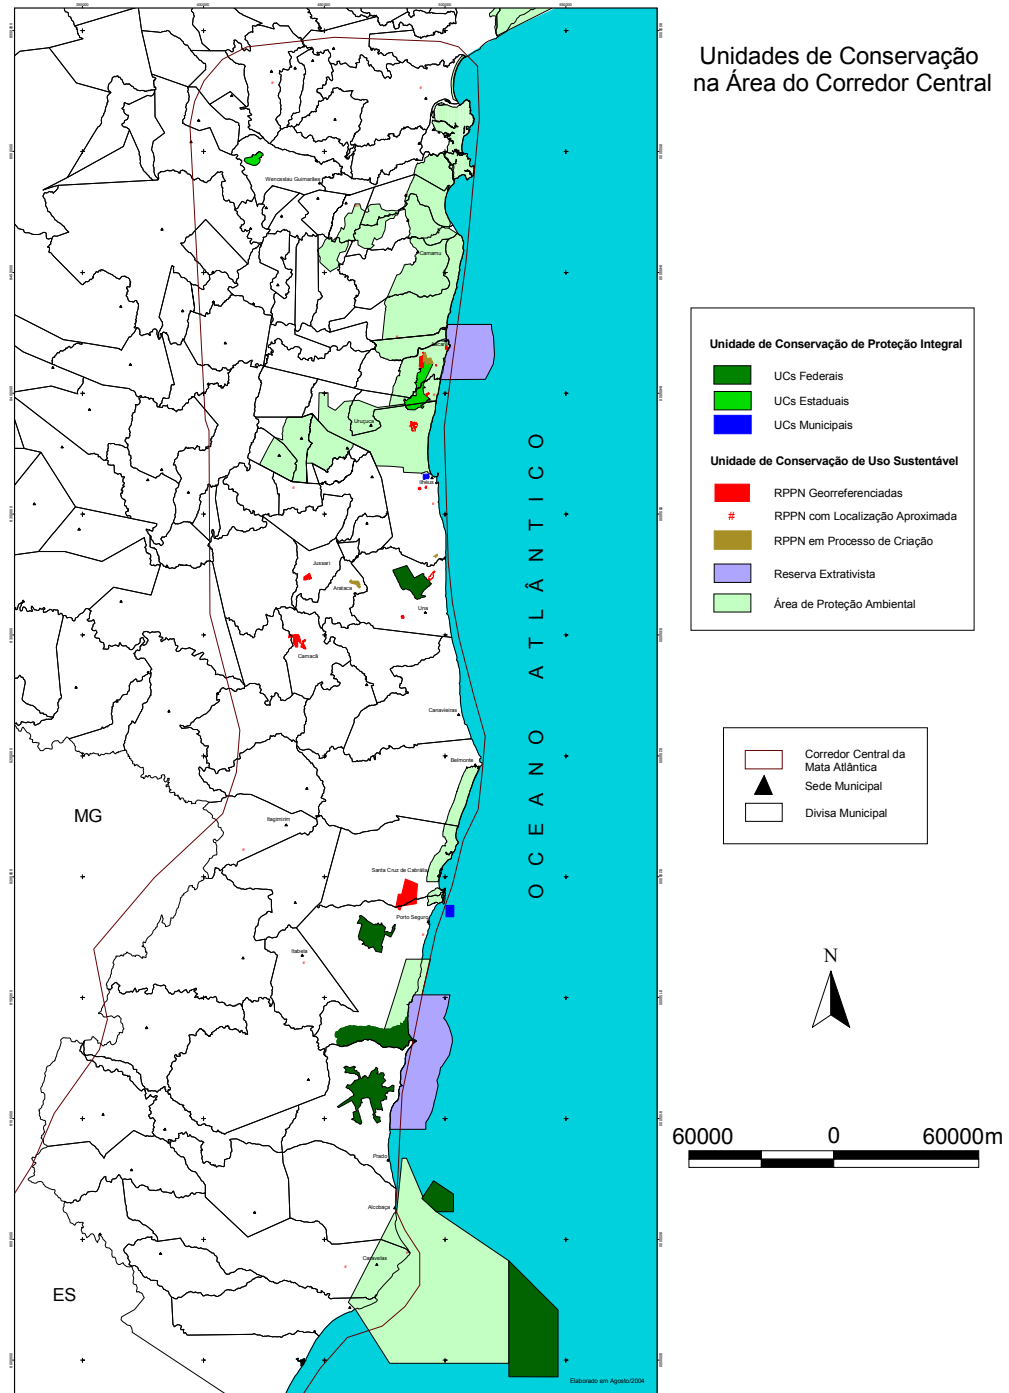 Unidades de Conservação
na Área do Corredor Central
Wenceslau Guimarães
Camamu
Uruçuca
Ilhéus
Jussari
Arataca
Una
Camacã
Canavieiras
Belmonte
MG
Itagimirim
Santa Cruz de Cabrália
Porto Seguro
Itabela
Prado
Alcobaça
Caravelas
ES
OCEANO ATLÂNTICO
Elaborado em Agosto/2004
Unidade de Conservação de Proteção Integral
UCs Federais
UCs Estaduais
UCs Municipais
Unidade de Conservação de Uso Sustentável
RPPN Georreferenciadas
# RPPN com Localização Aproximada
RPPN em Processo de Criação
Reserva Extrativista
Área de Proteção Ambiental
Corredor Central da
Mata Atlântica
Sede Municipal
Divisa Municipal
N
60000 0 60000m